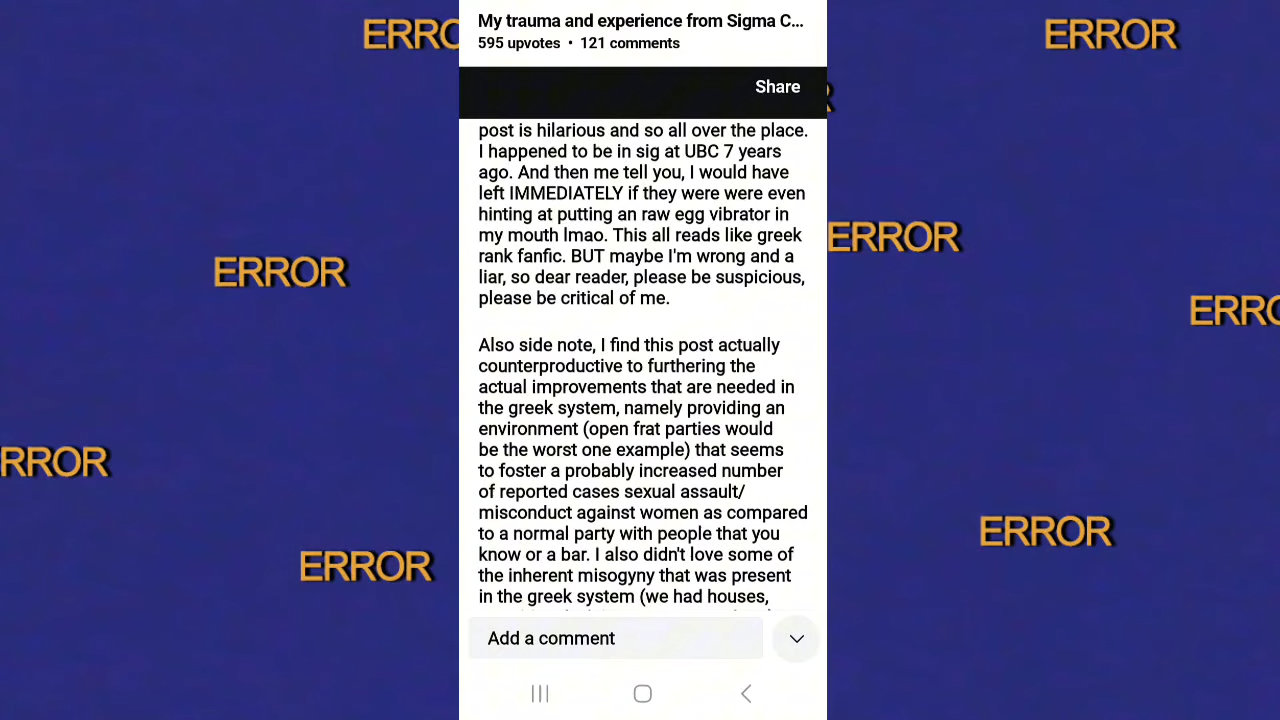 My trauma and experience from Sigma C...
595 upvotes • 121 comments
Share
post is hilarious and so all over the place.
I happened to be in sig at UBC 7 years
ago. And then me tell you, I would have
left IMMEDIATELY if they were were even
hinting at putting an raw egg vibrator in
my mouth lmao. This all reads like greek
rank fanfic. BUT maybe I'm wrong and a
liar, so dear reader, please be suspicious,
please be critical of me.
Also side note, I find this post actually
counterproductive to furthering the
actual improvements that are needed in
the greek system, namely providing an
environment (open frat parties would
be the worst one example) that seems
to foster a probably increased number
of reported cases sexual assault/
misconduct against women as compared
to a normal party with people that you
know or a bar. I also didn't love some of
the inherent misogyny that was present
in the greek system (we had houses,
Add a comment
ERRO
ERROR
R
ERROR
ERROR
ERRO
RROR
ERROR
ERROR